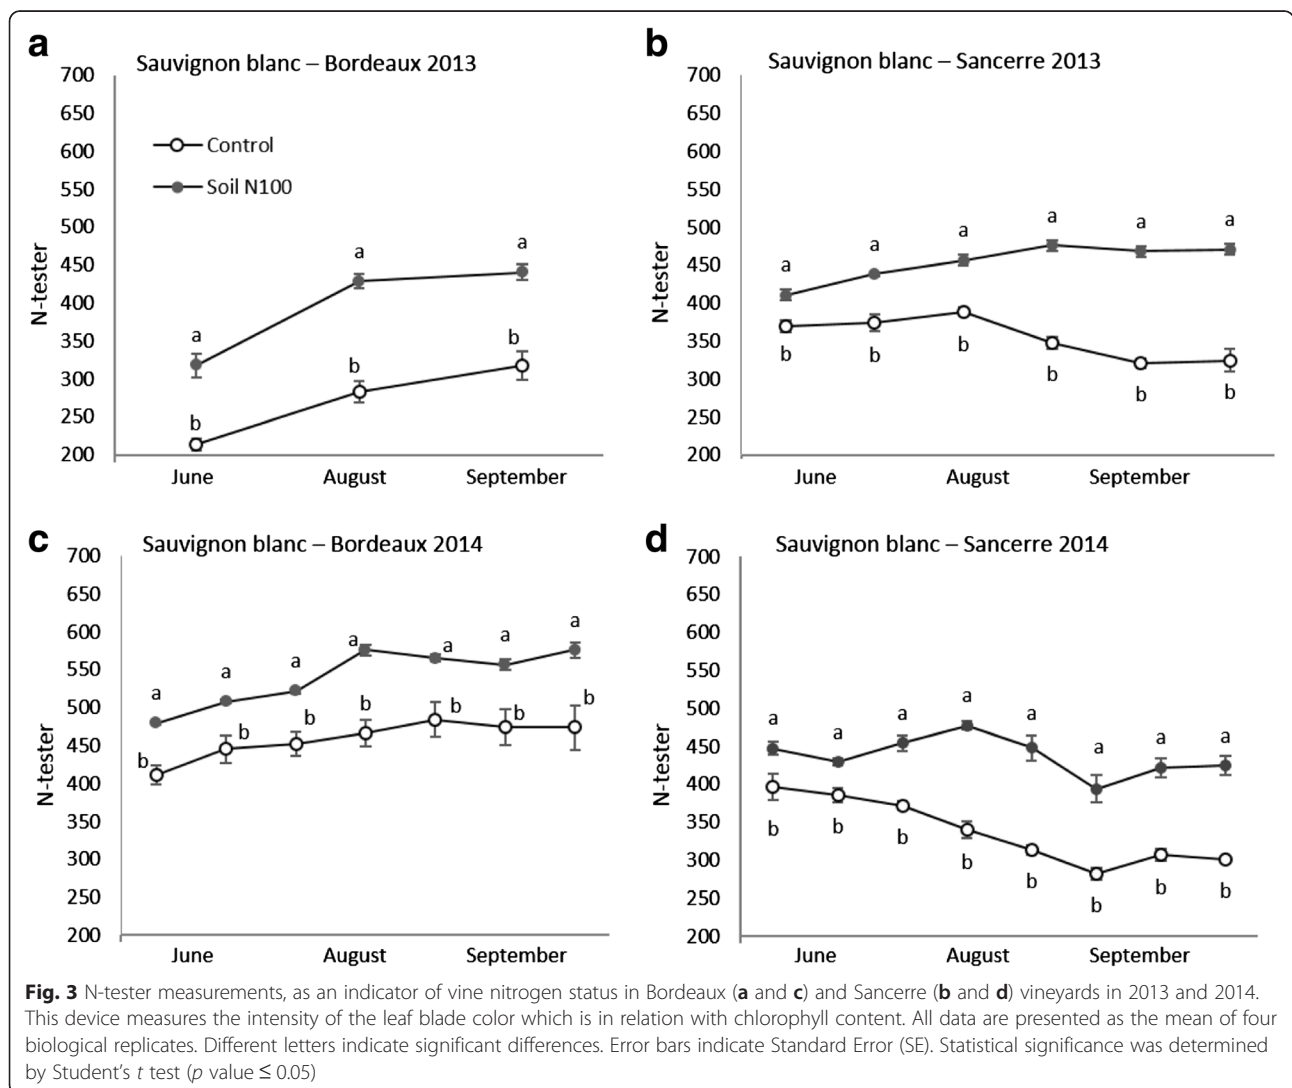 a
Sauvignon blanc – Bordeaux 2013
700
650
600
550
500
450
400
350
300
250
200
N-tester
Control
Soil N100
a
a
a
b
b
b
June
August
September
b
Sauvignon blanc – Sancerre 2013
700
650
600
550
500
450
400
350
300
250
200
N-tester
a
a
a
a
a
a
b
b
b
b
b
b
June
August
September
c
Sauvignon blanc – Bordeaux 2014
700
650
600
550
500
450
400
350
300
250
200
N-tester
a
a
a
a
a
a
a
b
b
b
b
b
b
b
June
August
September
d
Sauvignon blanc – Sancerre 2014
700
650
600
550
500
450
400
350
300
250
200
N-tester
a
a
a
a
a
a
a
a
b
b
b
b
b
b
b
b
June
August
September
Fig. 3 N-tester measurements, as an indicator of vine nitrogen status in Bordeaux (a and c) and Sancerre (b and d) vineyards in 2013 and 2014.
This device measures the intensity of the leaf blade color which is in relation with chlorophyll content. All data are presented as the mean of four
biological replicates. Different letters indicate significant differences. Error bars indicate Standard Error (SE). Statistical significance was determined
by Student's t test (p value ≤ 0.05)